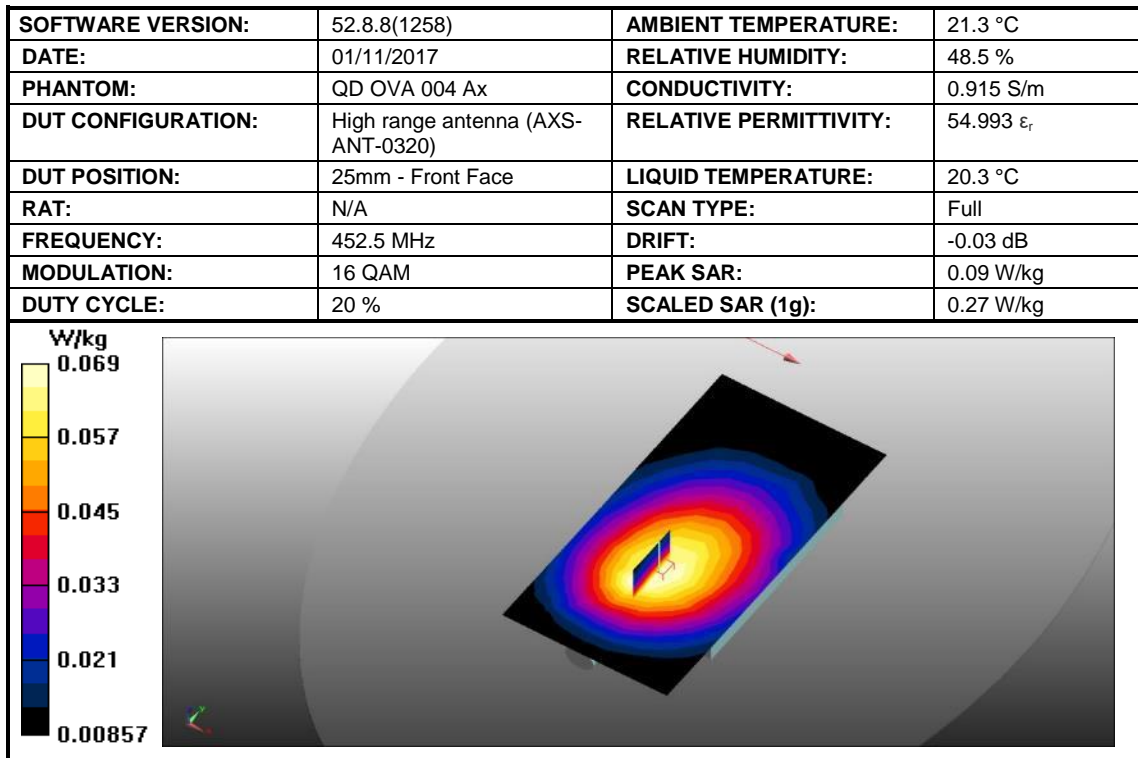 SOFTWARE VERSION: 52.8.8(1258) AMBIENT TEMPERATURE: 21.3 °C
DATE: 01/11/2017 RELATIVE HUMIDITY: 48.5 %
PHANTOM: QD OVA 004 Ax CONDUCTIVITY: 0.915 S/m
DUT CONFIGURATION: High range antenna (AXS- RELATIVE PERMITTIVITY: 54.993 εr
ANT-0320)
DUT POSITION: 25mm - Front Face LIQUID TEMPERATURE: 20.3 °C
RAT: N/A SCAN TYPE: Full
FREQUENCY: 452.5 MHz DRIFT: -0.03 dB
MODULATION: 16 QAM PEAK SAR: 0.09 W/kg
DUTY CYCLE: 20 % SCALED SAR (1g): 0.27 W/kg
W/kg
0.069
0.057
0.045
0.033
0.021
0.00857